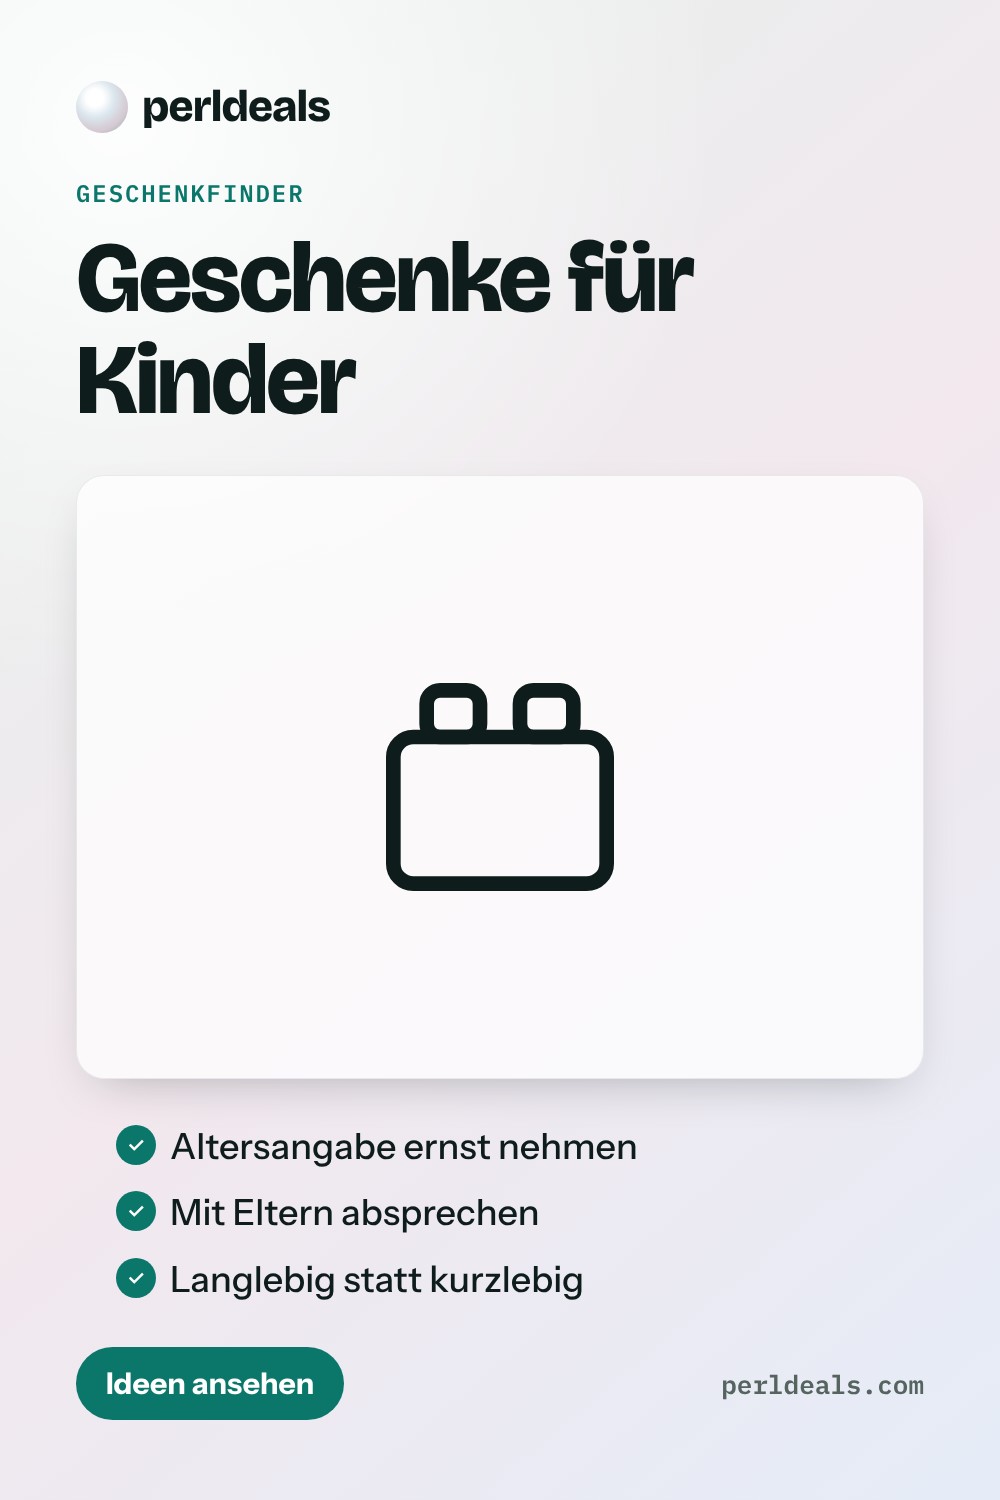 perldeals
GESCHENKFINDER
Geschenke für
Kinder
Altersangabe ernst nehmen
Mit Eltern absprechen
Langlebig statt kurzlebig
Ideen ansehen
perldeals.com